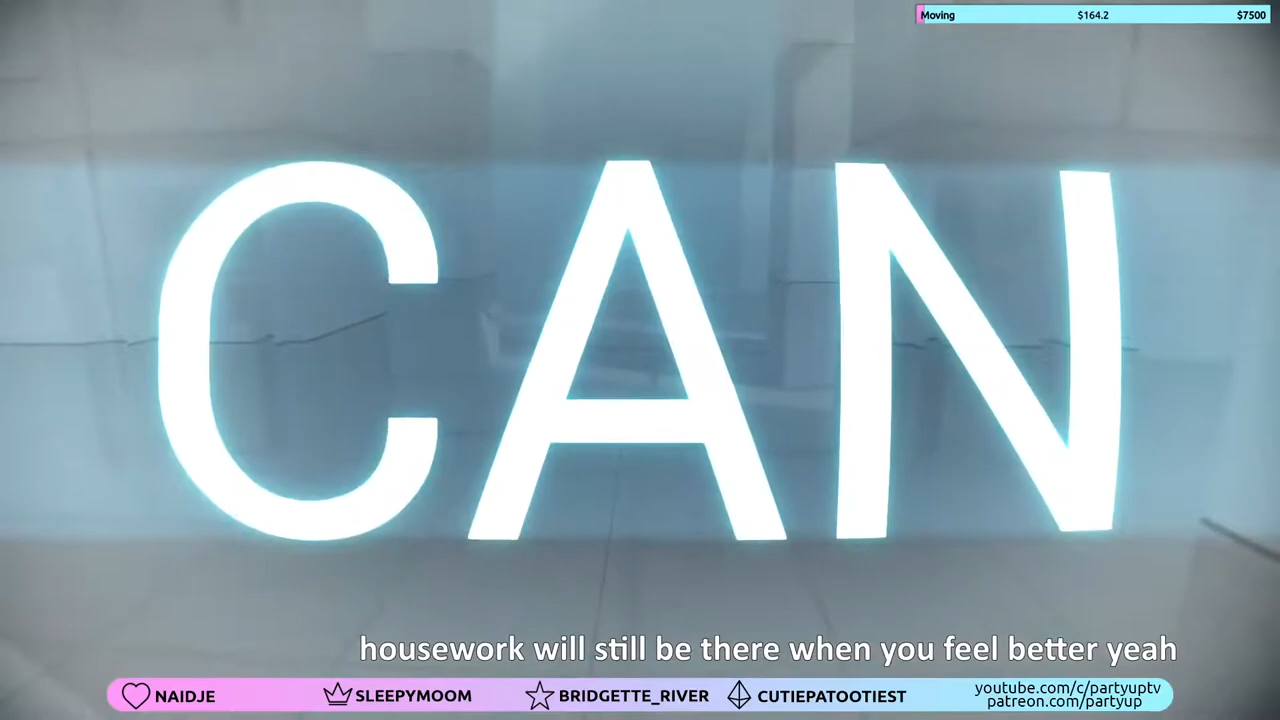 Moving $164.2 $7500
CAN
housework will still be there when you feel better yeah
NAIDJE SLEEPYMOOM BRIDGETTE_RIVER CUTIEPATOOTIEST
youtube.com/c/partyuptv
patreon.com/partyup